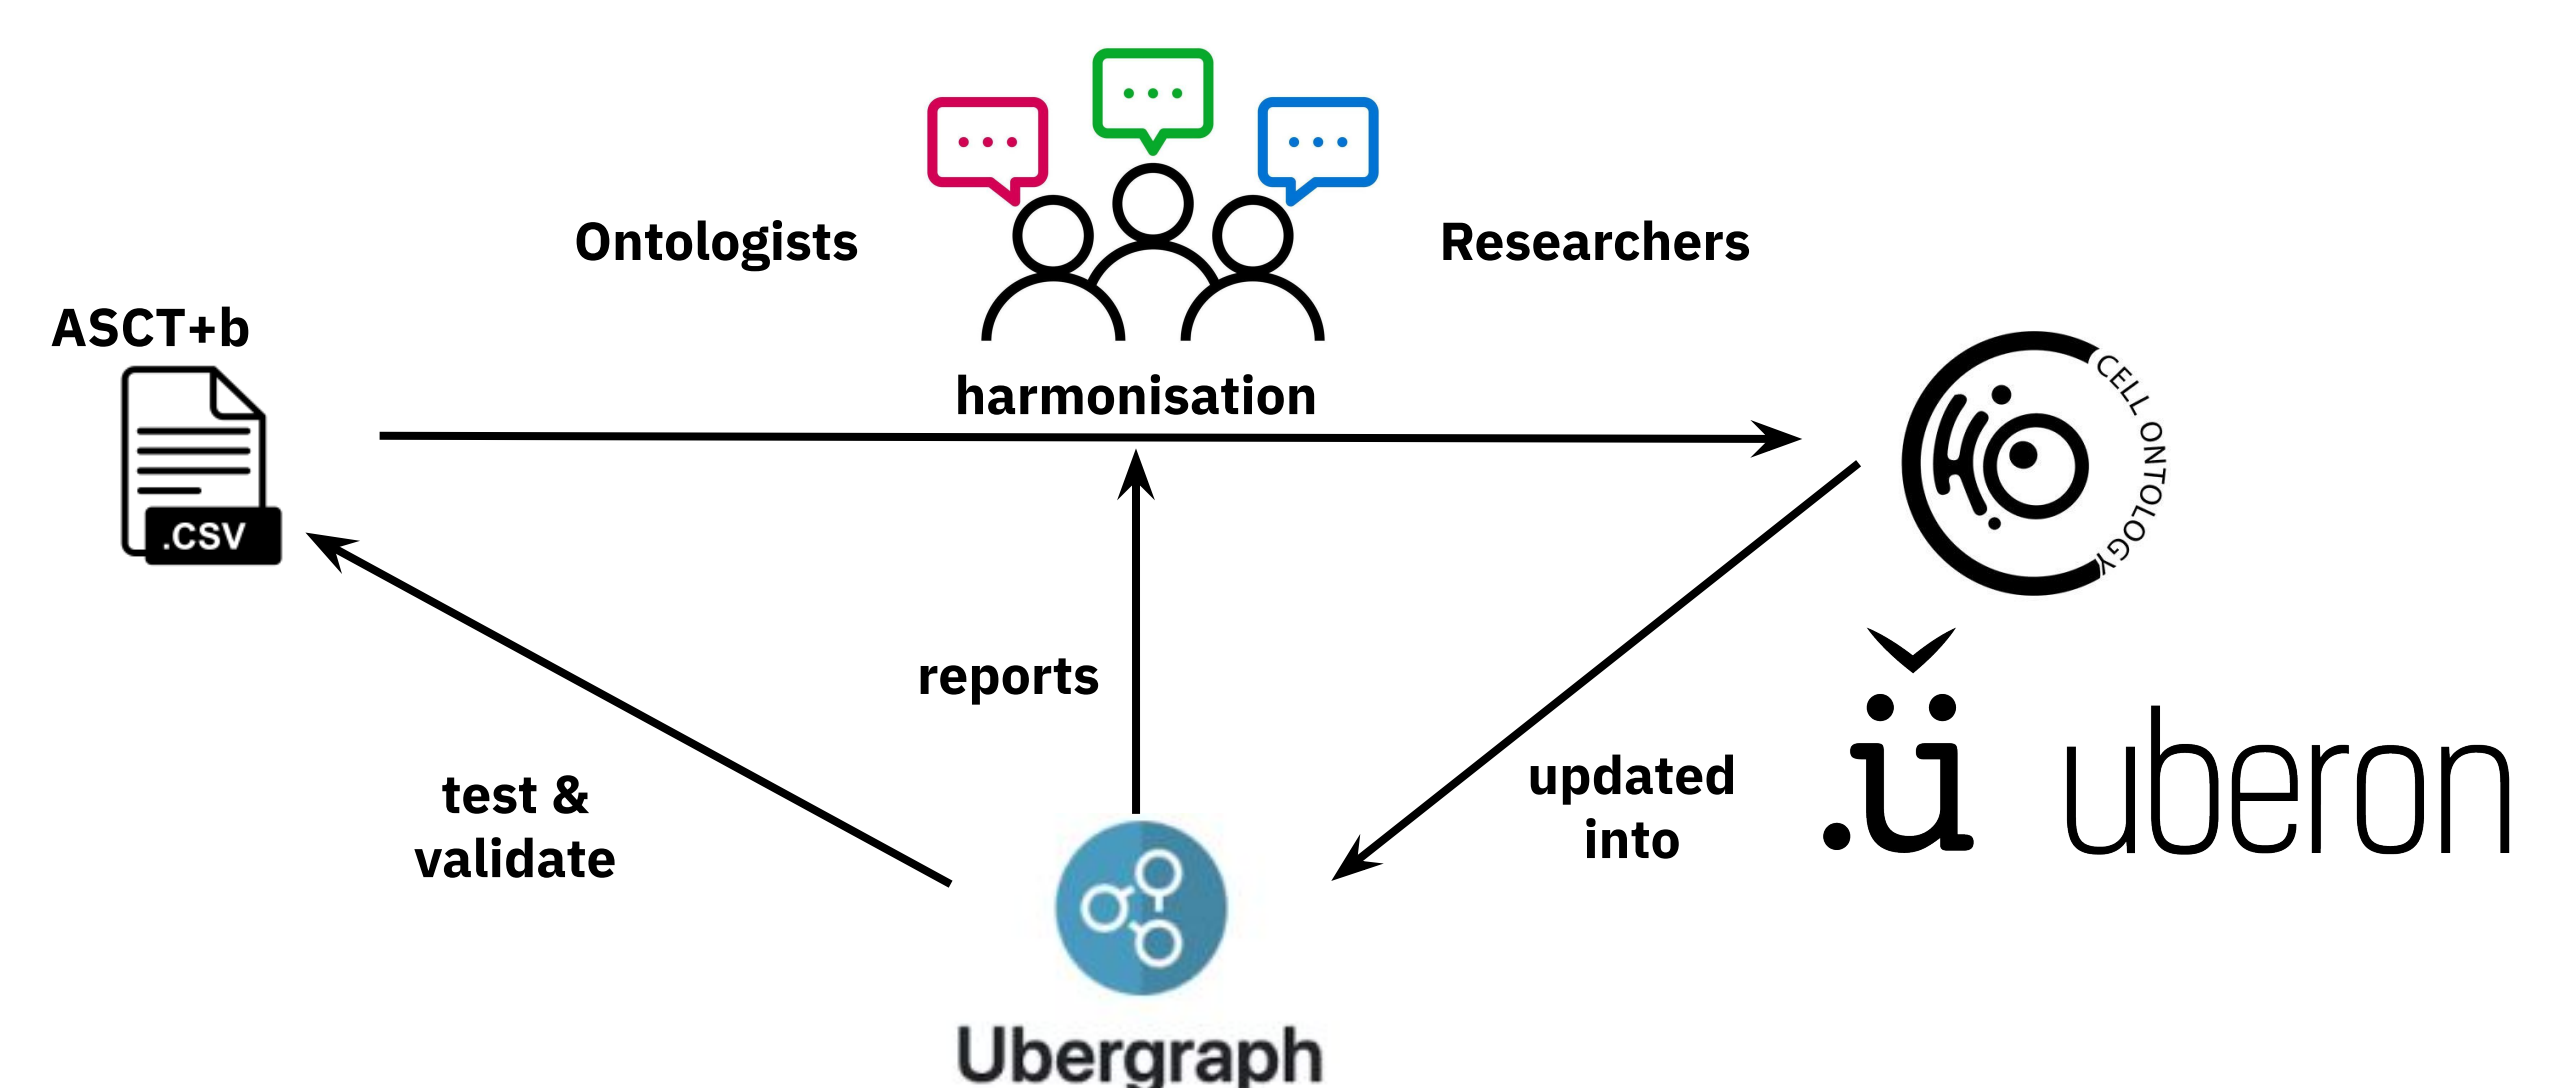 Ontologists
Researchers
ASCT+b
harmonisation
.CSV
CELL ONTOLOGY
reports
test &
validate
updated
into
.ü uberon
Ubergraph